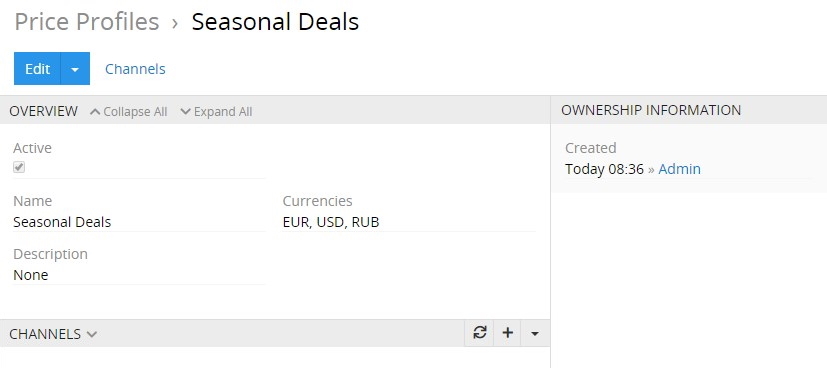 Price Profiles › Seasonal Deals
Edit Channels
OVERVIEW Collapse All Expand All
Active
Name Currencies
Seasonal Deals EUR, USD, RUB
Description
None
CHANNELS
OWNERSHIP INFORMATION
Created
Today 08:36 » Admin